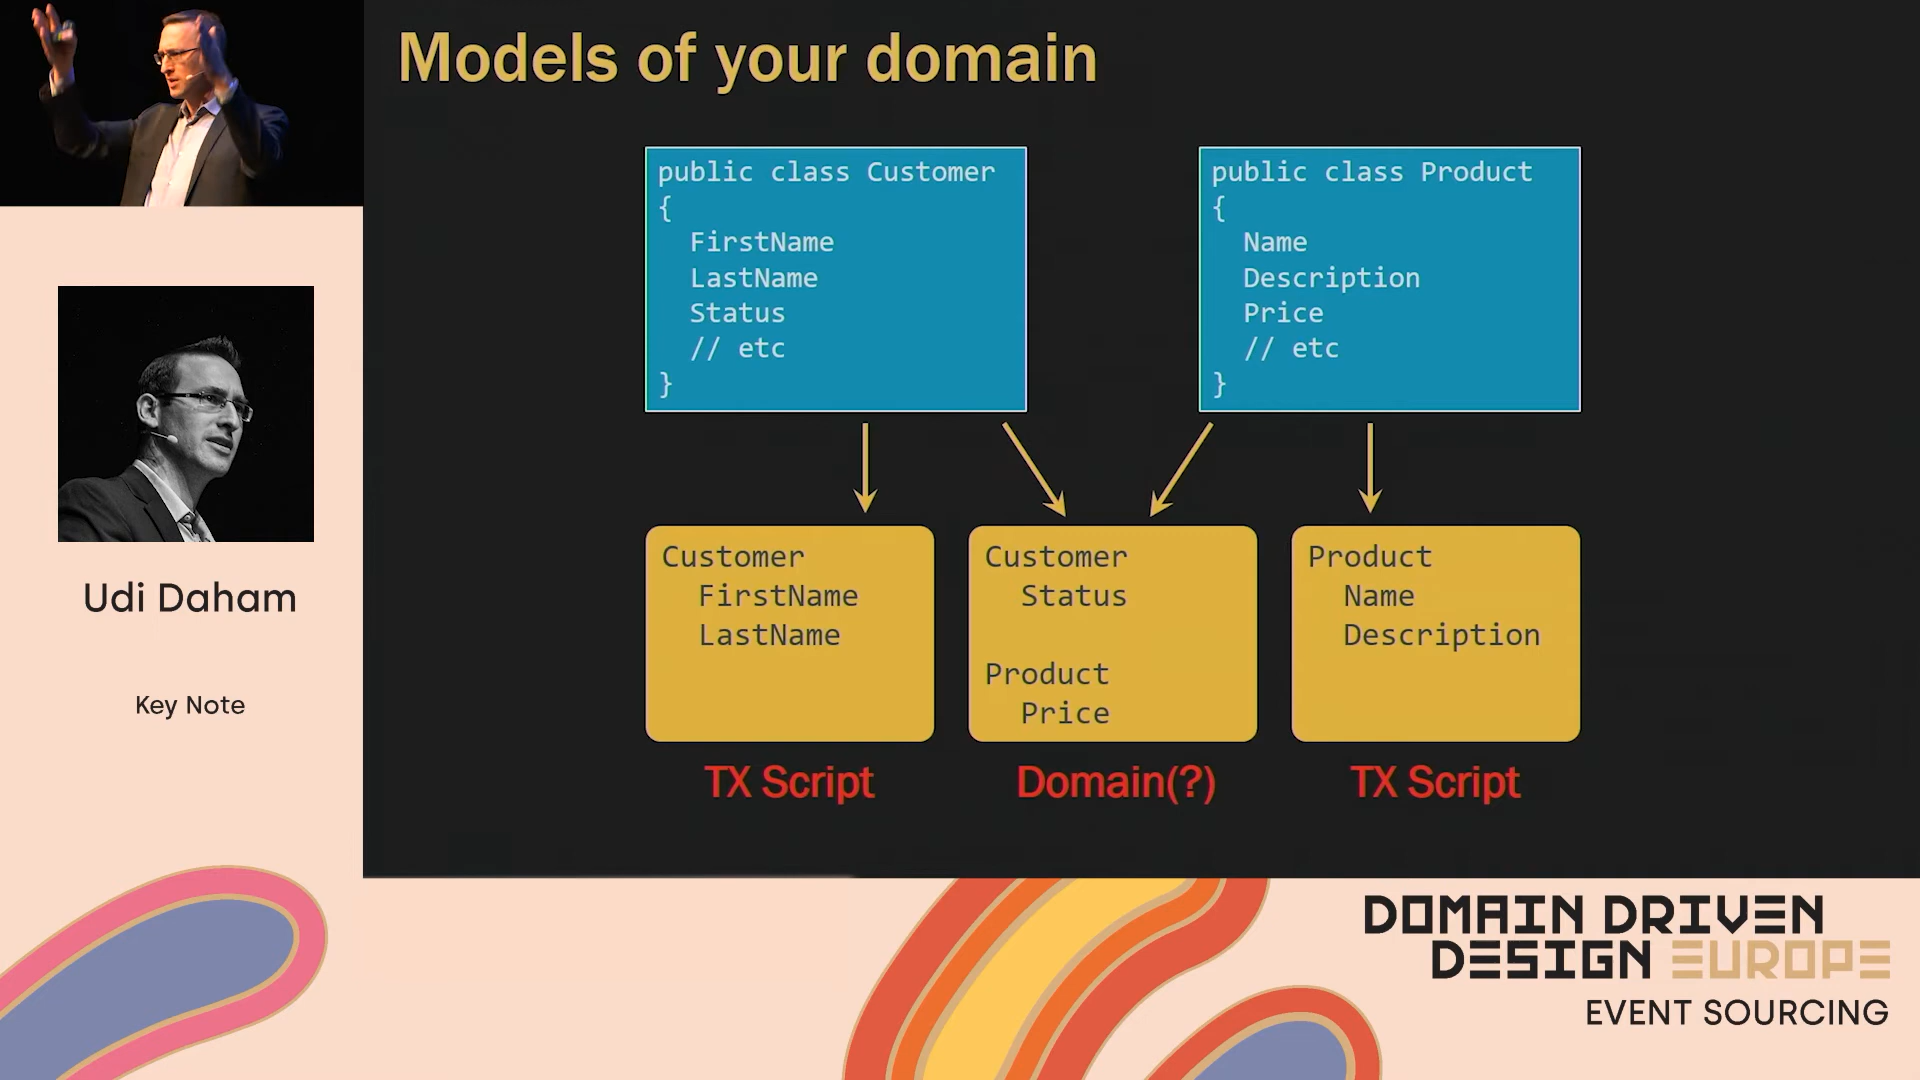 Models of your domain
public class Customer
{
FirstName
LastName
Status
// etc
}
public class Product
{
Name
Description
Price
// etc
}
Customer
FirstName
LastName
Customer
Status
Product
Price
Product
Name
Description
TX Script
Domain(?)
TX Script
Udi Daham
Key Note
DOMAIN DRIVEN
DESIGN EUROPE
EVENT SOURCING